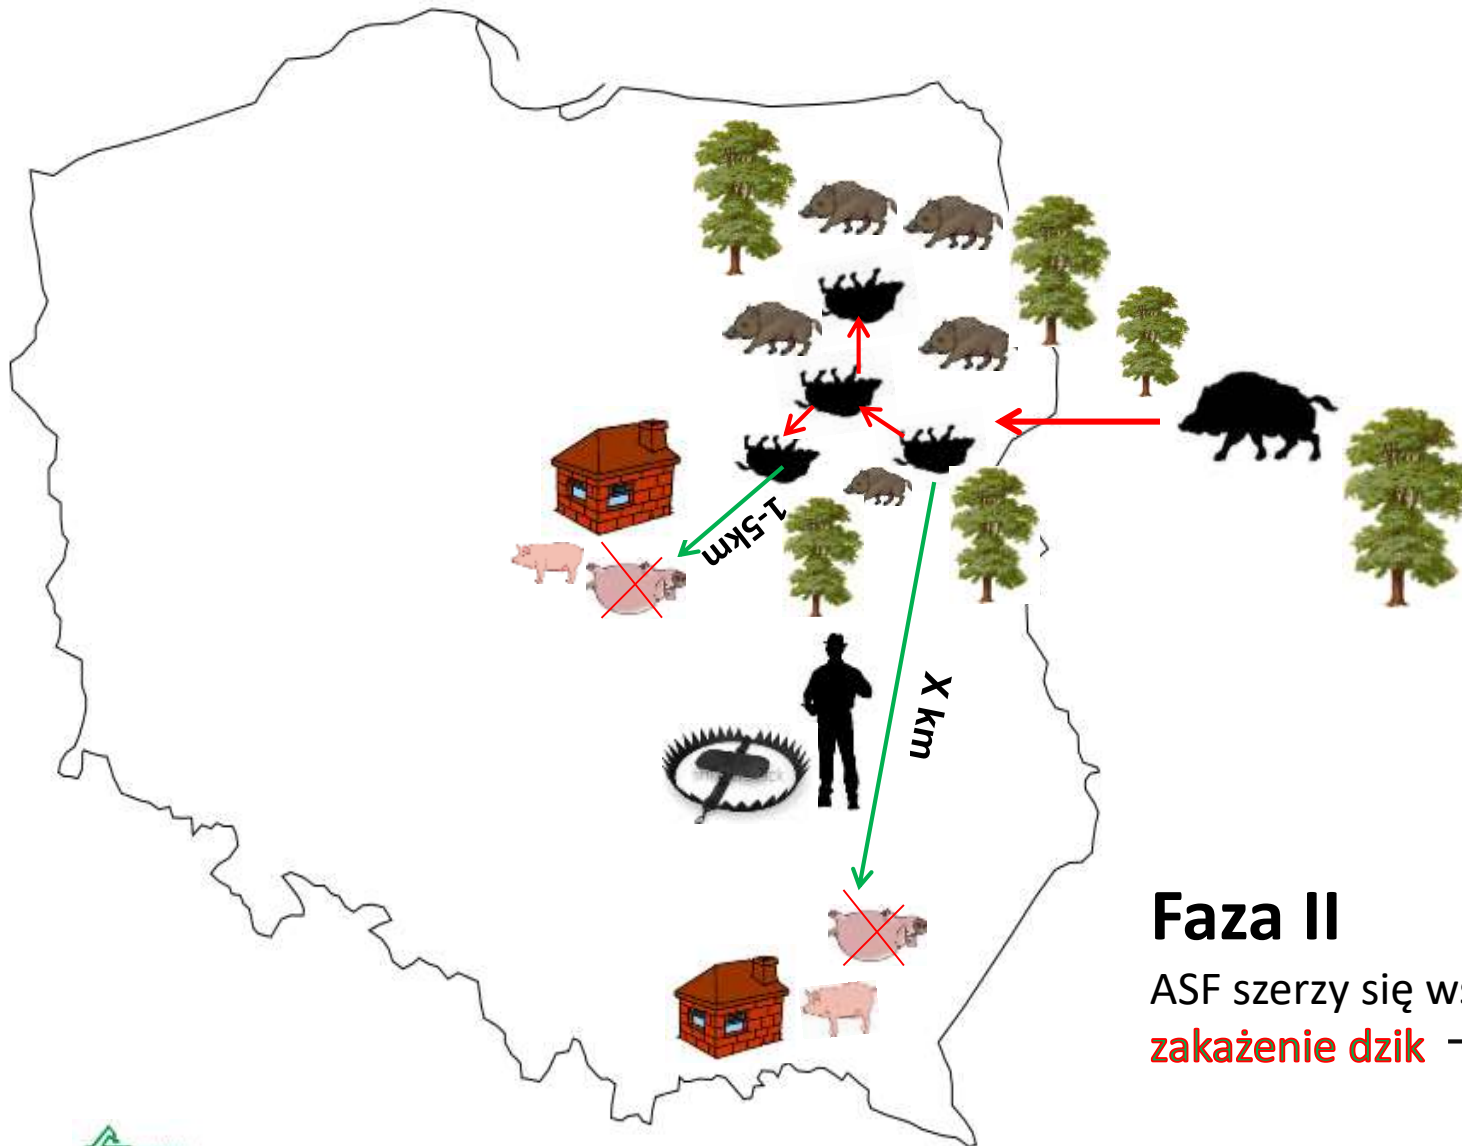 1-5km
X km
Faza II
ASF szerzy się
zakażenie dzik